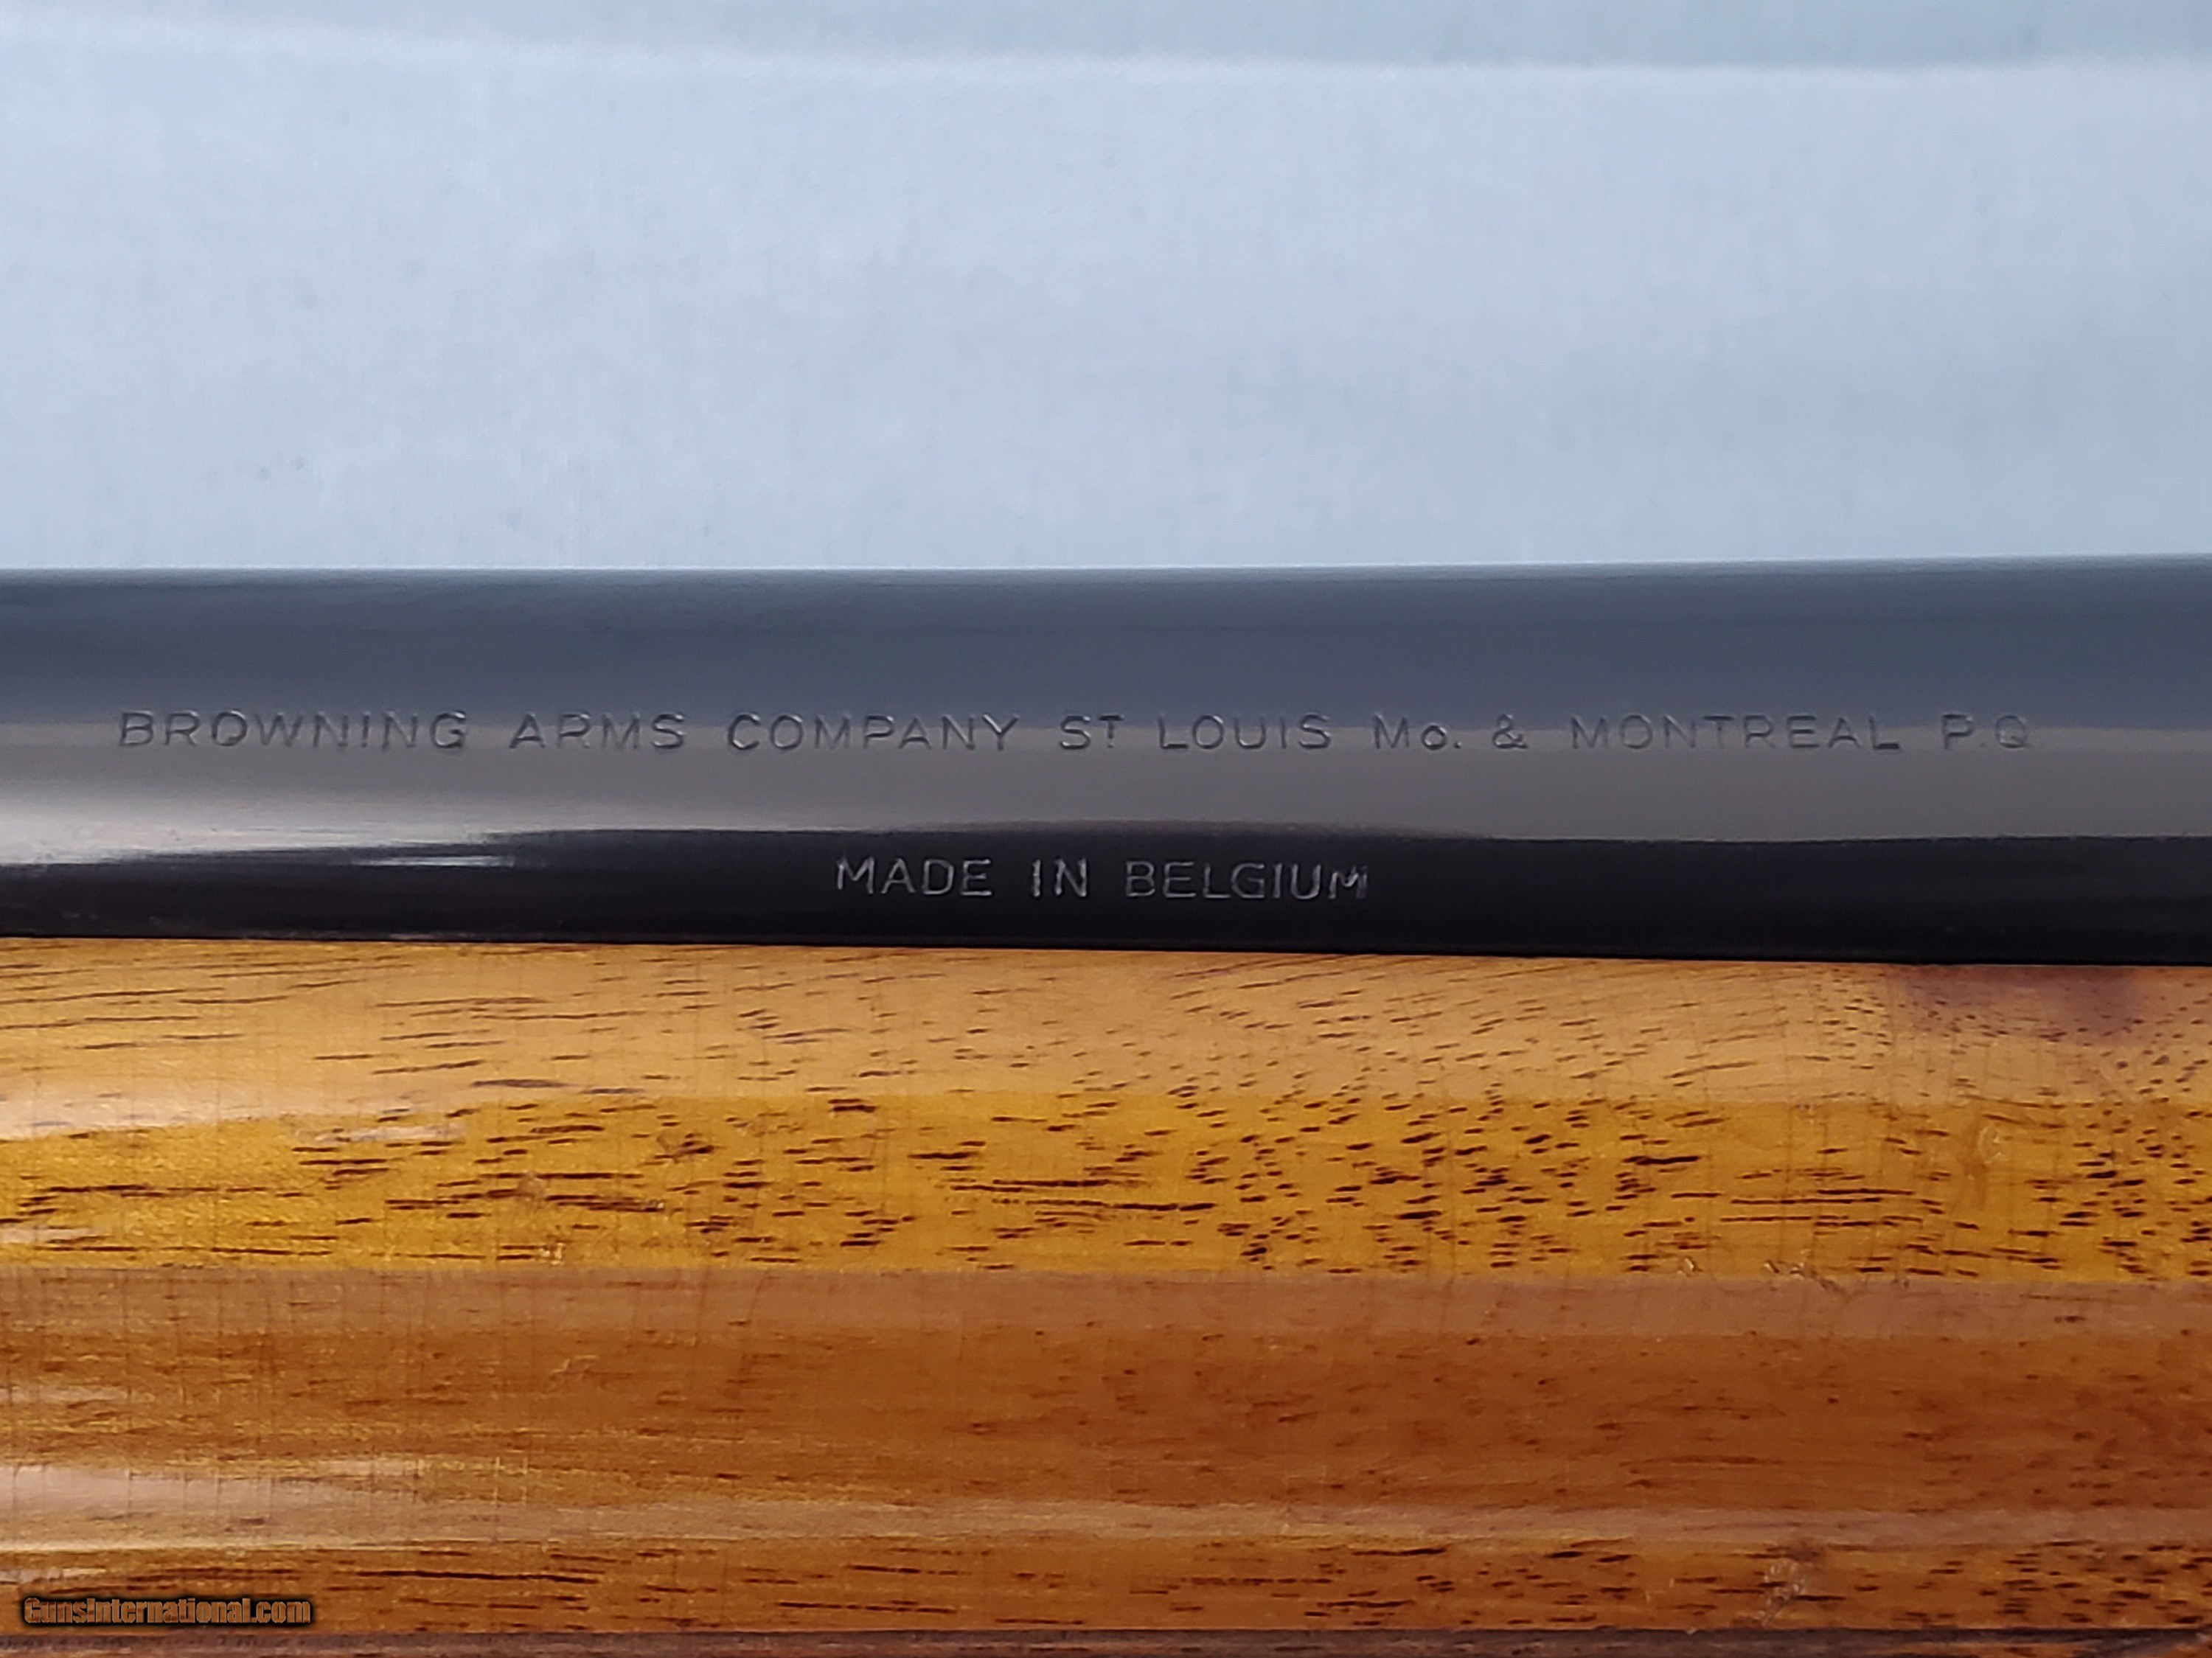 BROWNING ARMS COMPANY ST LOUIS Mo. & MONTREAL P.Q
MADE IN BELGIUM
GunsInternational.com